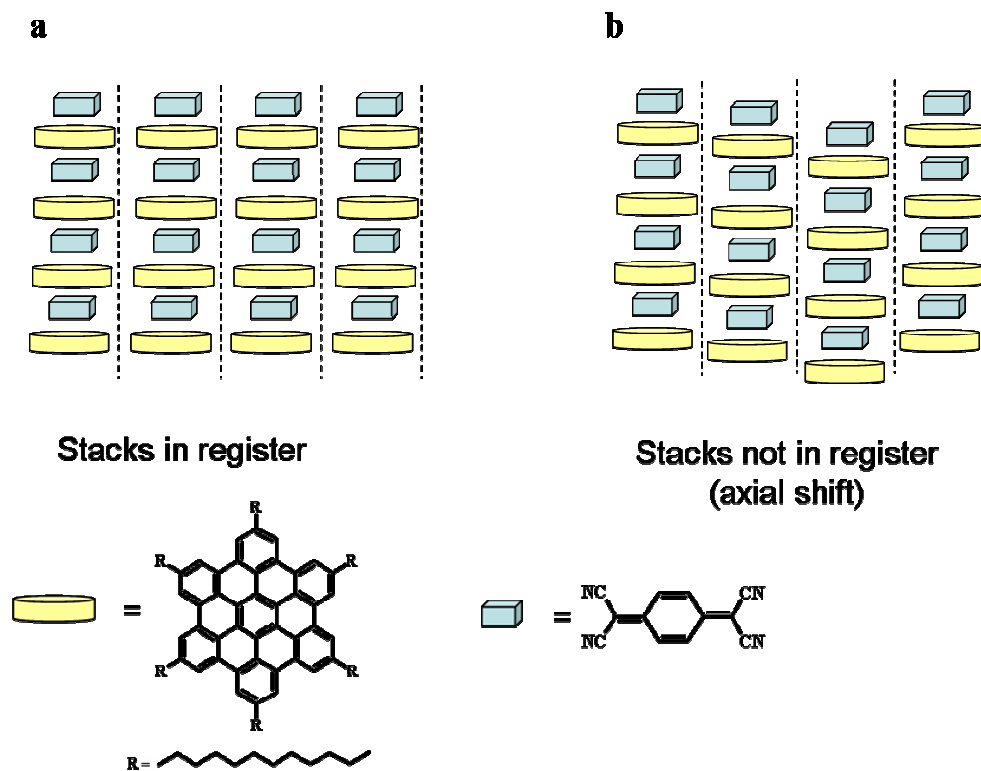 a
b
Stacks in register
Stacks not in register
(axial shift)
R
R
R
R
R
R
=
=
NC
CN
NC
CN
R=